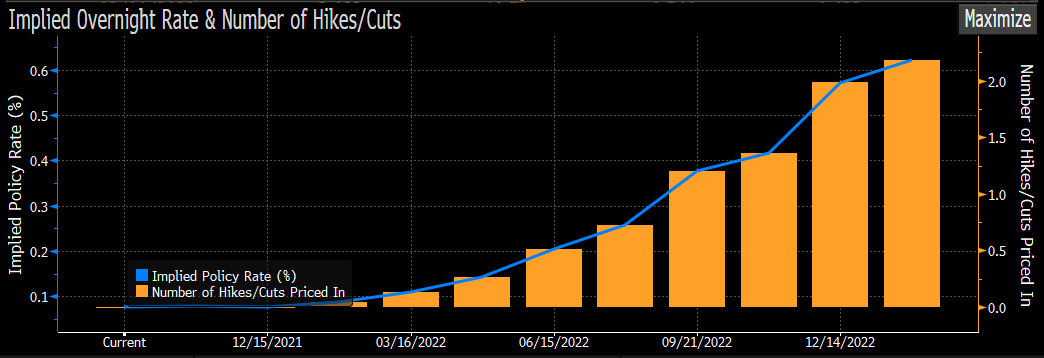 Implied Overnight Rate & Number of Hikes/Cuts
Maximize
Implied Policy Rate (%)
0.6
0.5
0.4
0.3
0.2
0.1
Implied Policy Rate (%)
Number of Hikes/Cuts Priced In
2.0
1.5
1.0
0.5
0.0
Number of Hikes/Cuts Priced In
Current
12/15/2021
03/16/2022
06/15/2022
09/21/2022
12/14/2022